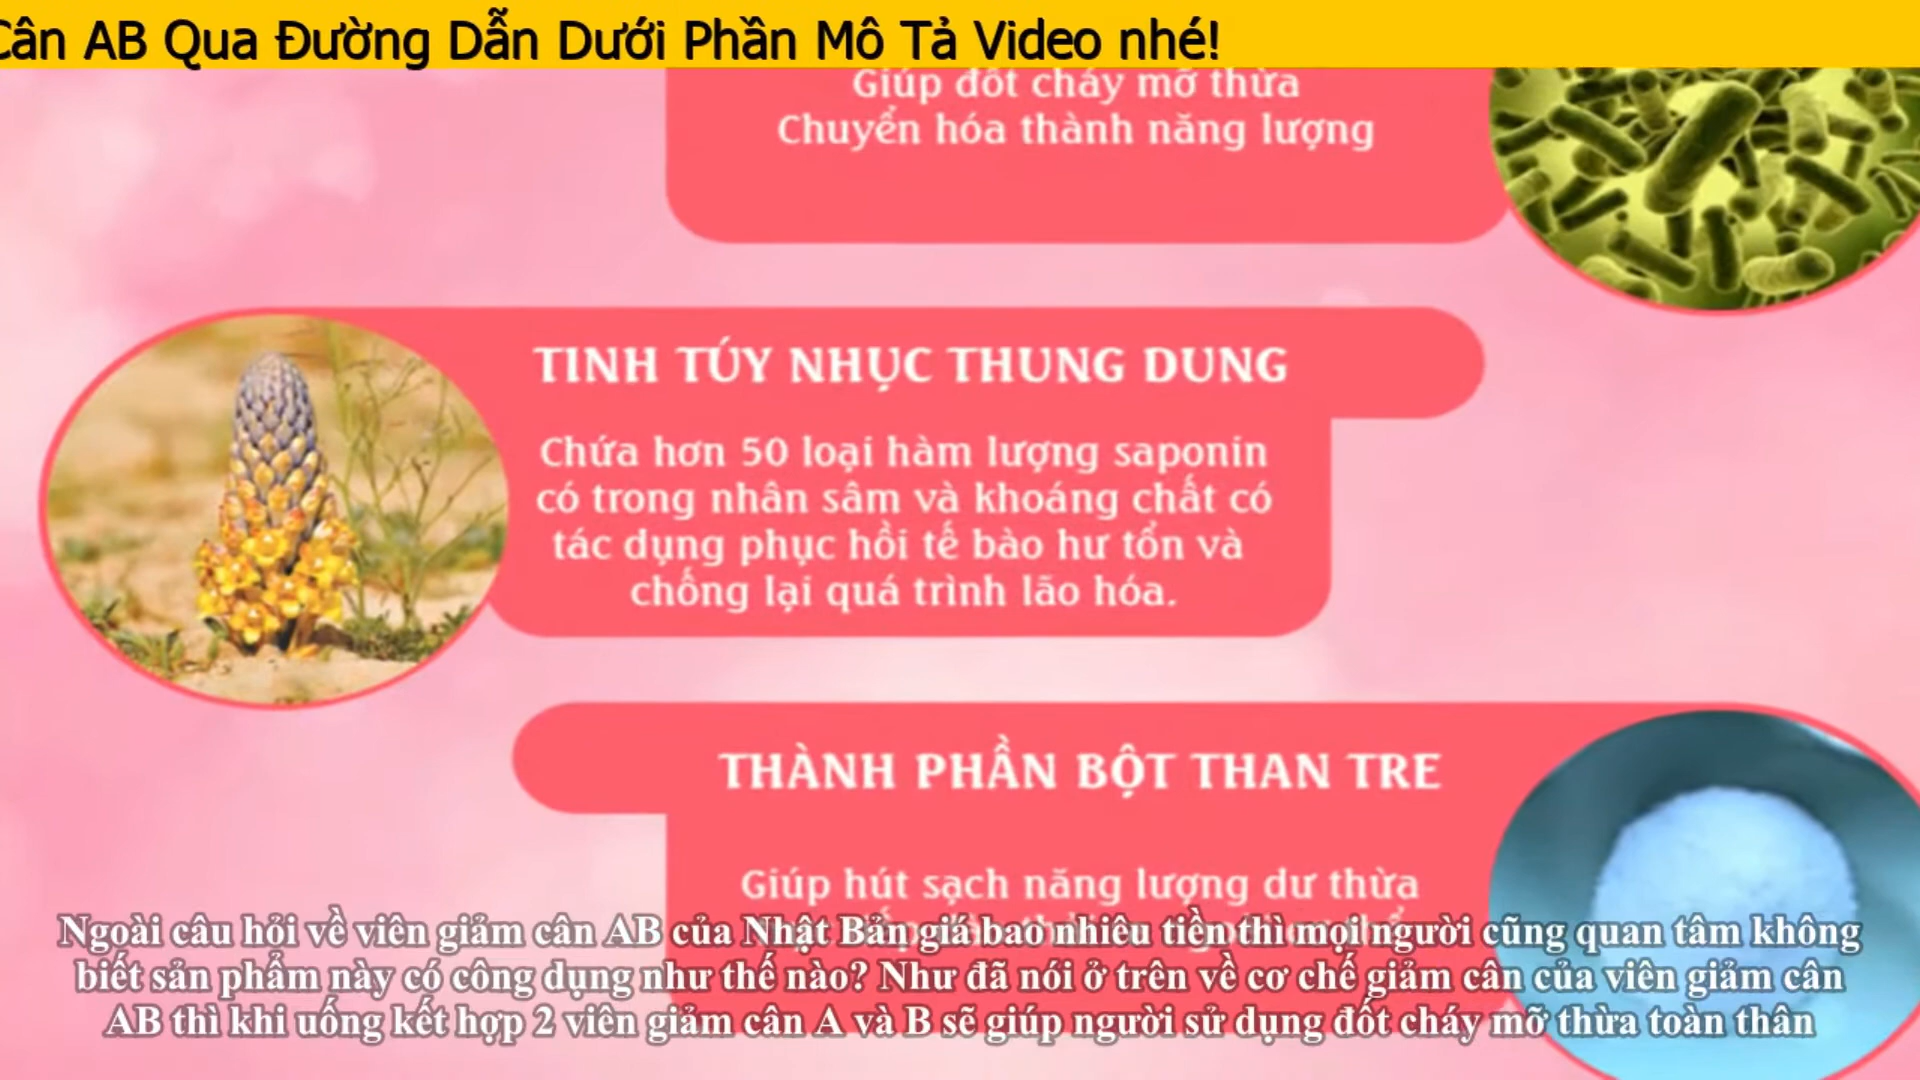 Cân AB Qua Đường Dẫn Dưới Phần Mô Tả Video nhé!
Giúp đốt cháy mỡ thừa
Chuyển hóa thành năng lượng
TINH TÚY NHỤC THUNG DUNG
Chứa hơn 50 loại hàm lượng saponin
có trong nhân sâm và khoáng chất có
tác dụng phục hồi tế bào hư tổn và
chống lại quá trình lão hóa.
THÀNH PHẦN BỘT THAN TRE
Giúp hút sạch năng lượng dư thừa
Ngoài câu hỏi về viên giảm cân AB của Nhật Bản giá bao nhiêu tiền thì mọi người cũng quan tâm không
biết sản phẩm này có công dụng như thế nào? Như đã nói ở trên về cơ chế giảm cân của viên giảm cân
AB thì khi uống kết hợp 2 viên giảm cân A và B sẽ giúp người sử dụng đốt cháy mỡ thừa toàn thân